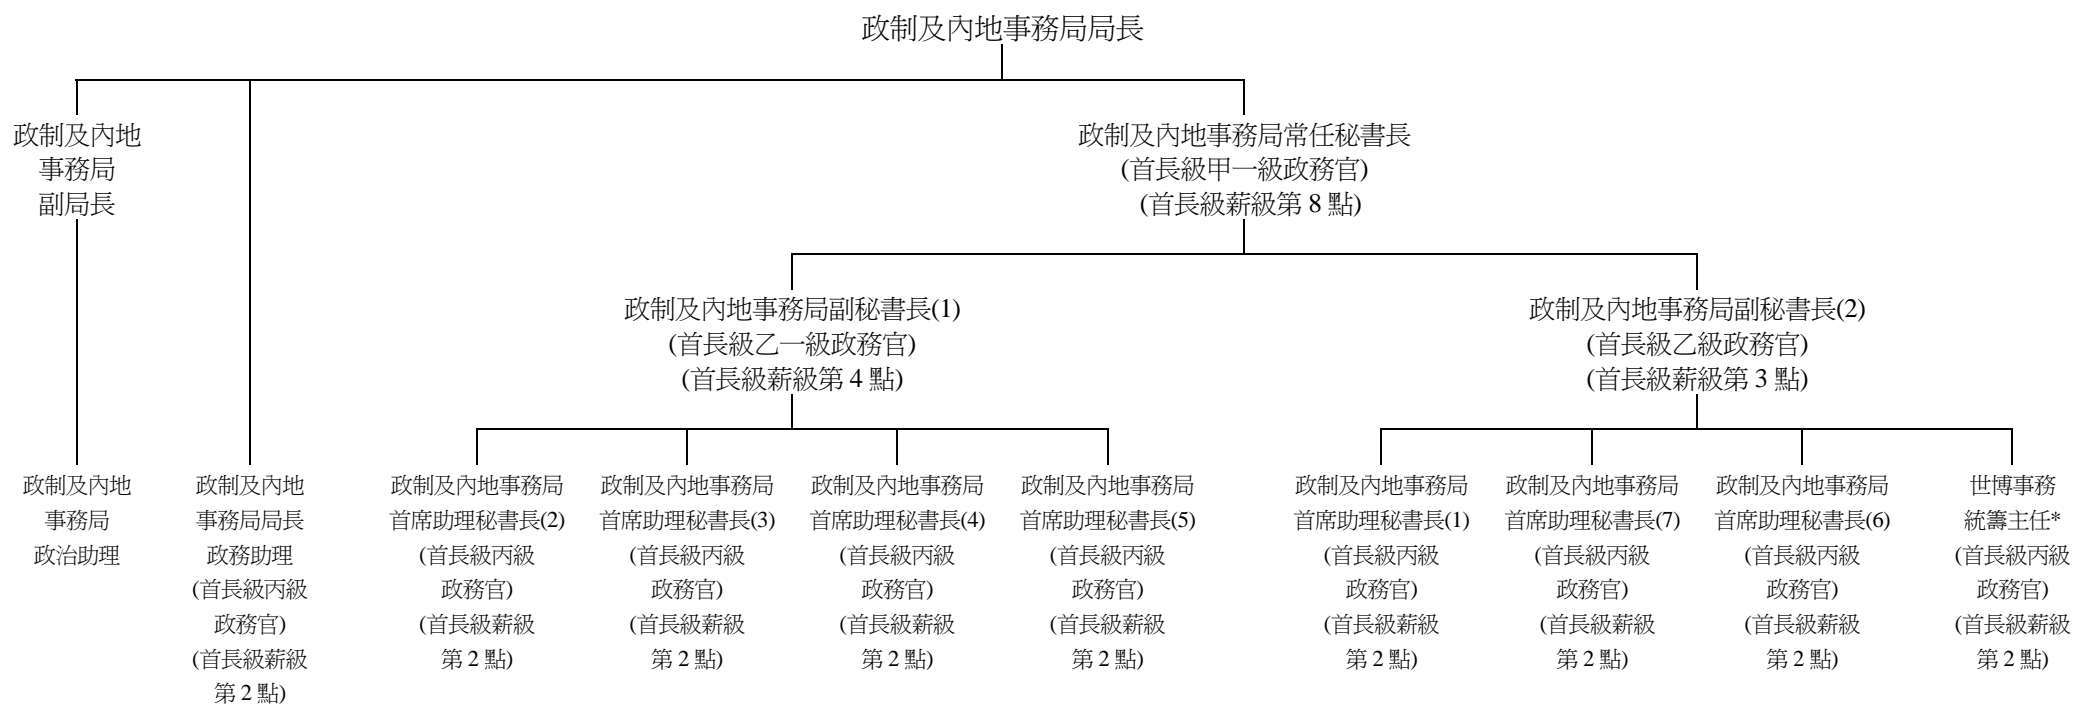 政制及內地事務局局長
政制及內地
事務局
副局長
政制及內地事務局常任秘書長
(首長級甲一級政務官)
(首長級薪級第 8 點)
政制及內地事務局副秘書長(1)
(首長級乙一級政務官)
(首長級薪級第 4 點)
政制及內地事務局副秘書長(2)
(首長級乙級政務官)
(首長級薪級第 3 點)
政制及內地
事務局
政治助理
政制及內地
事務局局長
政務助理
(首長級丙級
政務官)
(首長級薪級
第 2 點)
政制及內地事務局
首席助理秘書長(2)
(首長級丙級
政務官)
(首長級薪級
第 2 點)
政制及內地事務局
首席助理秘書長(3)
(首長級丙級
政務官)
(首長級薪級
第 2 點)
政制及內地事務局
首席助理秘書長(4)
(首長級丙級
政務官)
(首長級薪級
第 2 點)
政制及內地事務局
首席助理秘書長(5)
(首長級丙級
政務官)
(首長級薪級
第 2 點)
政制及內地事務局
首席助理秘書長(1)
(首長級丙級
政務官)
(首長級薪級
第 2 點)
政制及內地事務局
首席助理秘書長(7)
(首長級丙級
政務官)
(首長級薪級
第 2 點)
政制及內地事務局
首席助理秘書長(6)
(首長級丙級
政務官)
(首長級薪級
第 2 點)
世博事務
統籌主任*
(首長級丙級
政務官)
(首長級薪級
第 2 點)